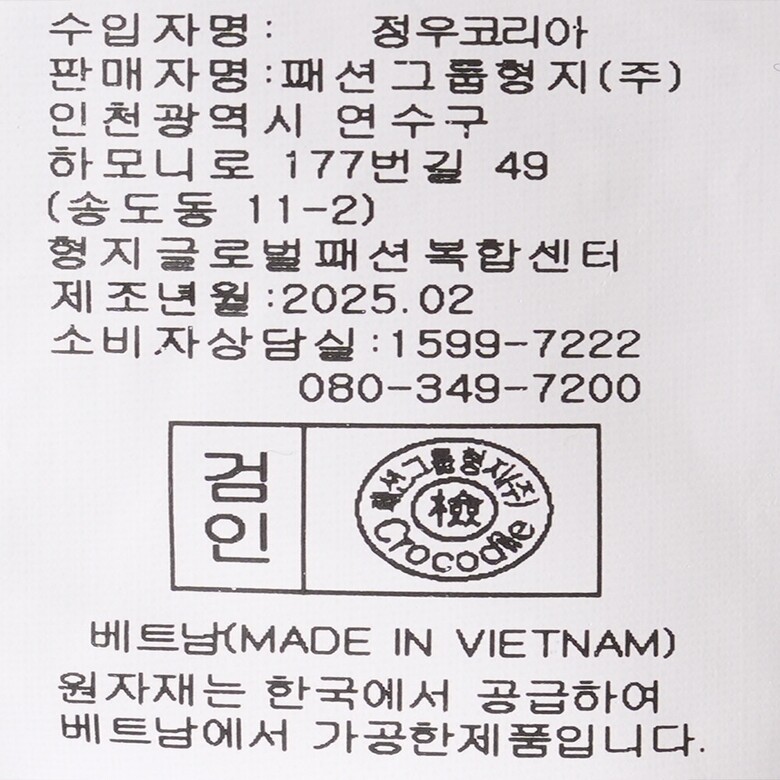 수입자명: 정우코리아
판매자명:패션그룹형지(주)
인천광역시 연수구
하모니로 177번길 49
(송도동 11-2)
형지글로벌패션복합센터
제조년월:2025.02
소비자상담실:1599-7222
080-349-7200
검인
패션그룹형지(주)
檢
Crocodile
베트남(MADE IN VIETNAM)
원자재는 한국에서 공급하여
베트남에서 가공한제품입니다.